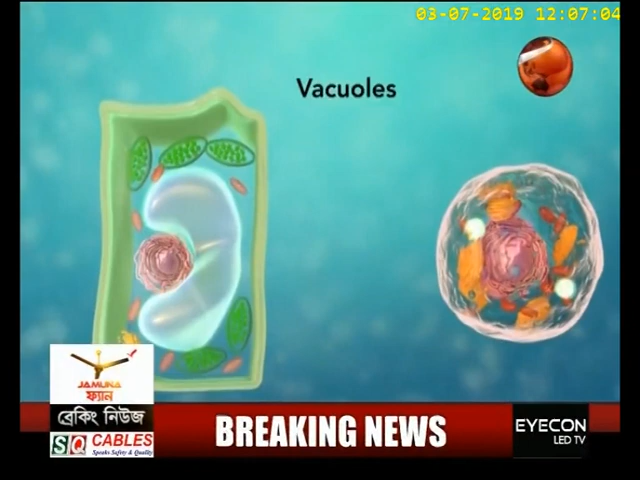 03-07-2019 12:07:04
Vacuoles
JAMUNA
ফ্যান
ব্রেকিং নিউজ
SQ CABLES
Speaks Safety & Quality
BREAKING NEWS
EYECON
LED TV